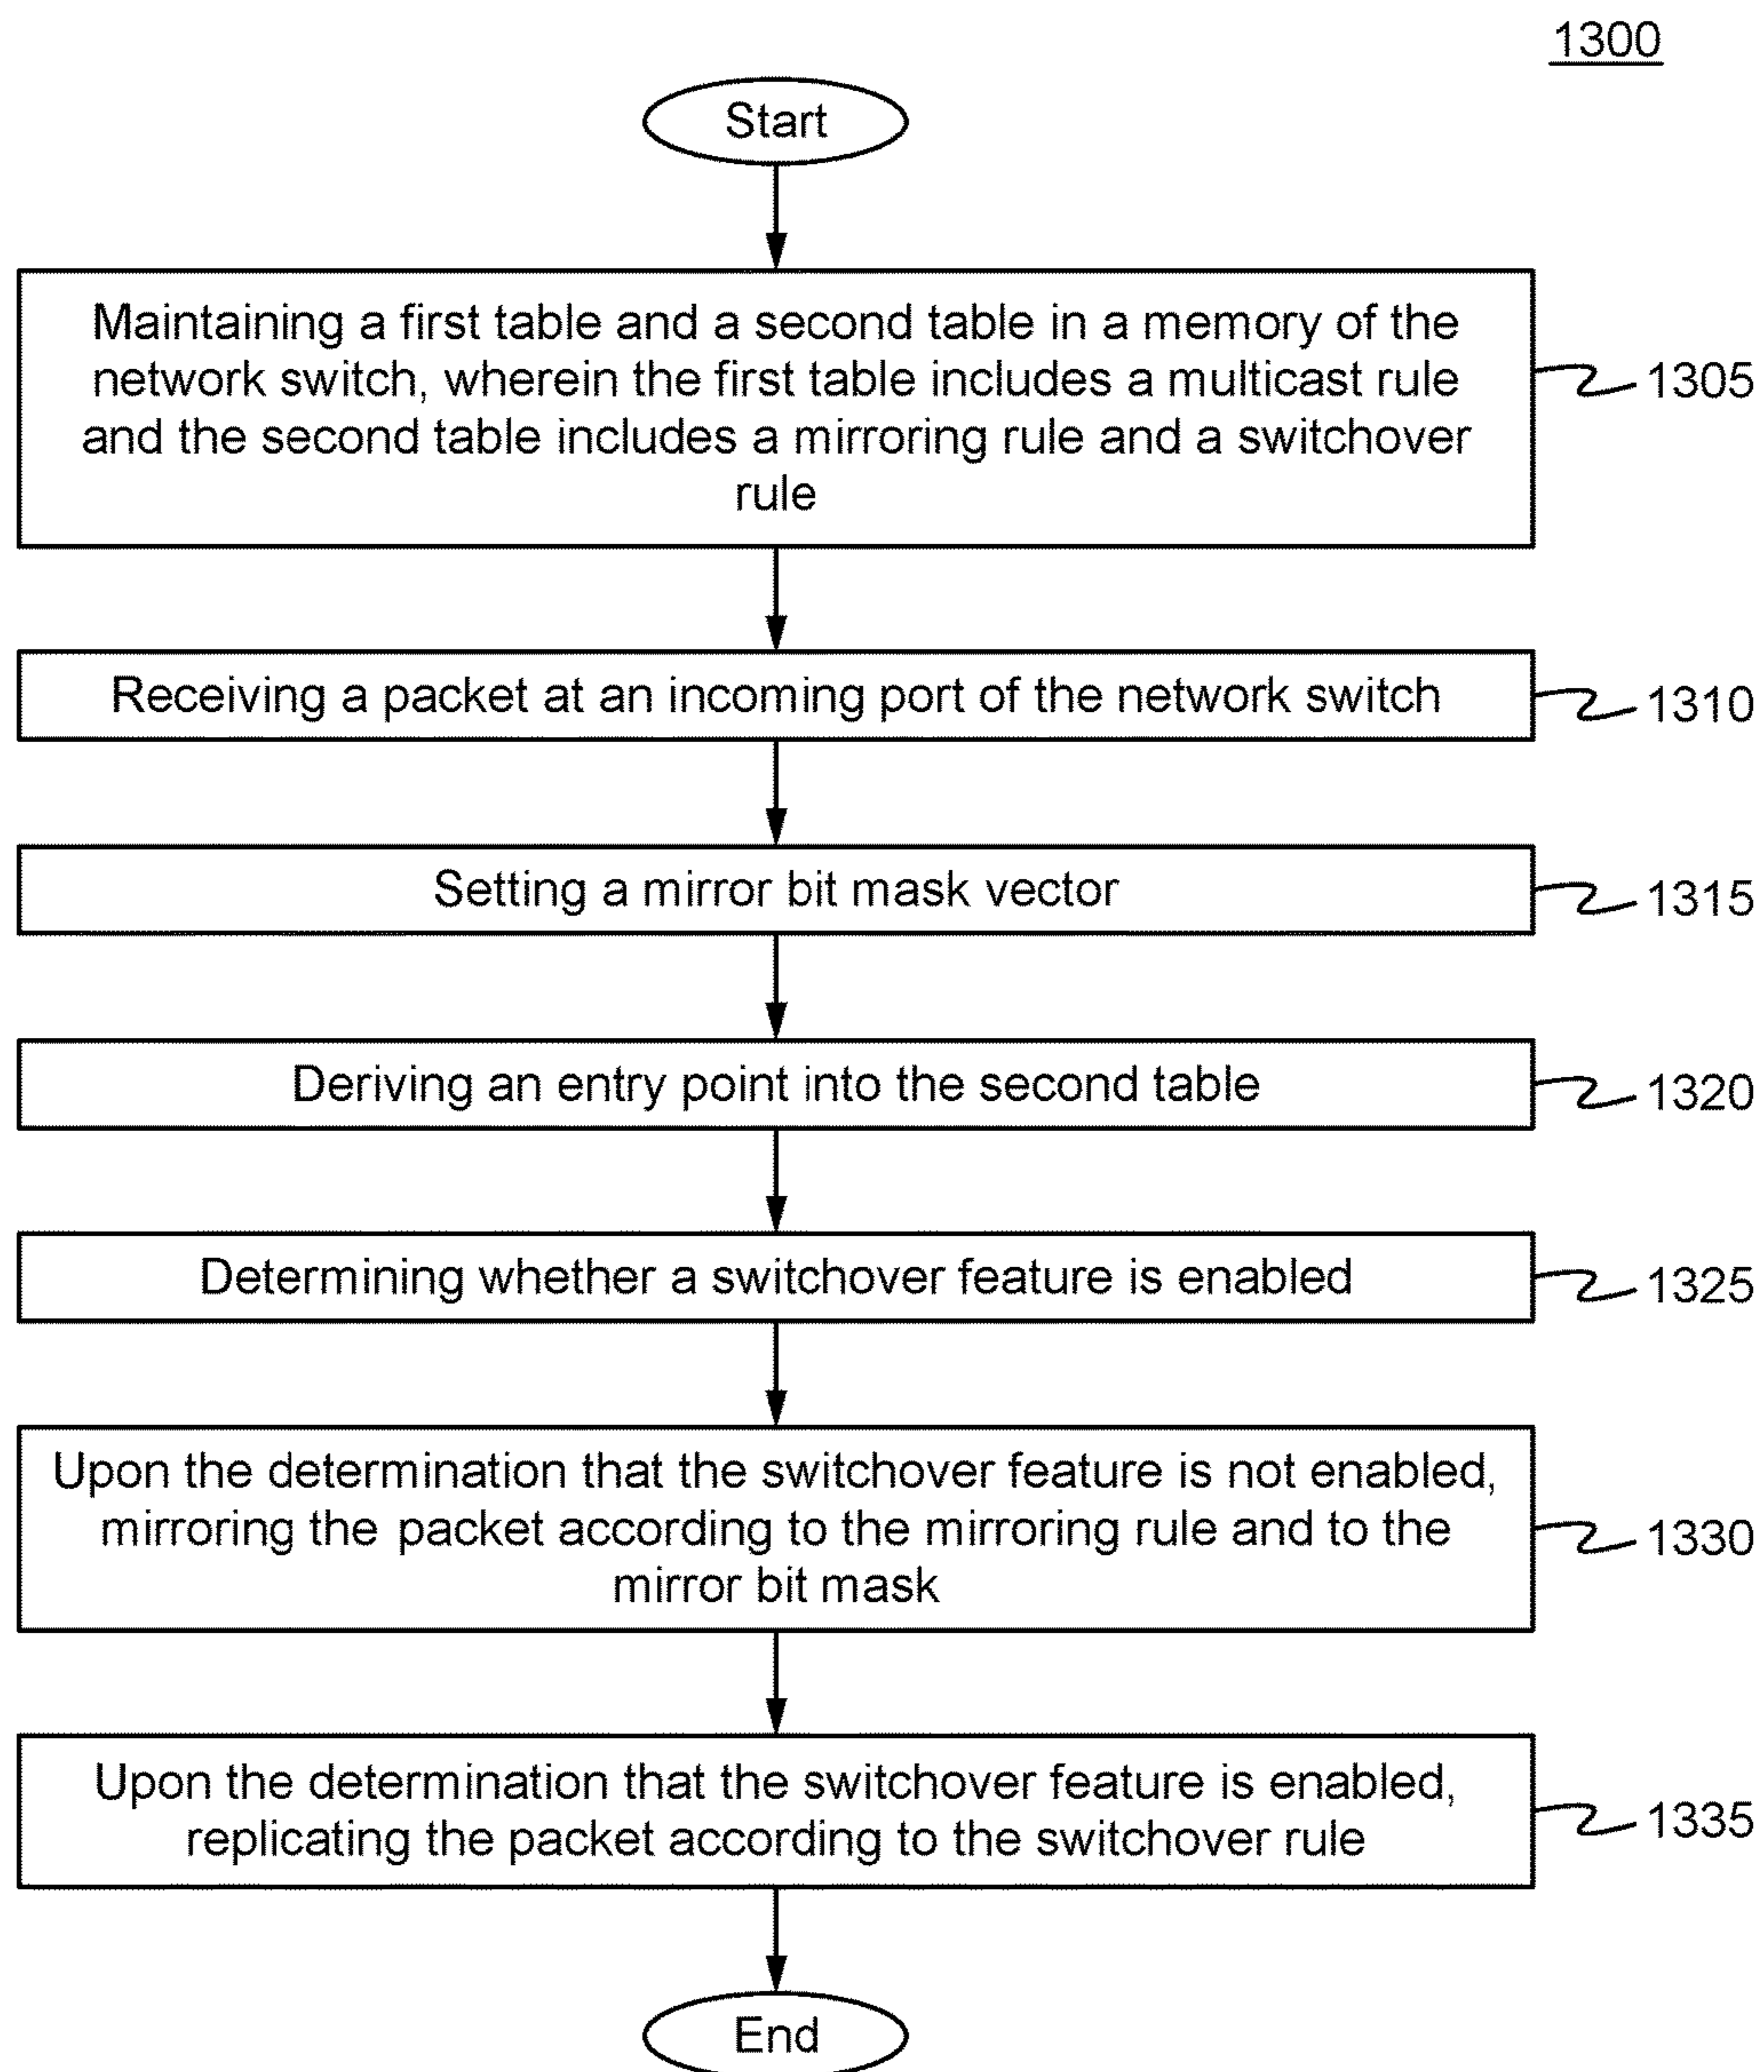 1300
Start
Maintaining a first table and a second table in a memory of the
network switch, wherein the first table includes a multicast rule
and the second table includes a mirroring rule and a switchover
rule
1305
Receiving a packet at an incoming port of the network switch
1310
Setting a mirror bit mask vector
1315
Deriving an entry point into the second table
1320
Determining whether a switchover feature is enabled
1325
Upon the determination that the switchover feature is not enabled,
mirroring the packet according to the mirroring rule and to the
mirror bit mask
1330
Upon the determination that the switchover feature is enabled,
replicating the packet according to the switchover rule
1335
End